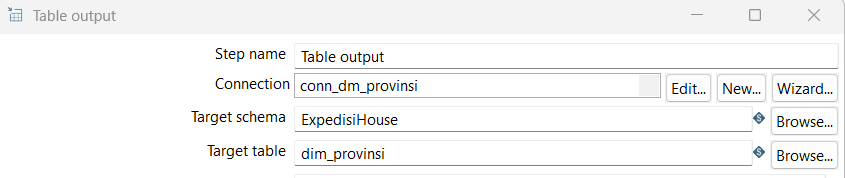 Table output
Step name Table output
Connection conn_dm_provinsi Edit... New... Wizard...
Target schema ExpedisiHouse S Browse...
Target table dim_provinsi S Browse...